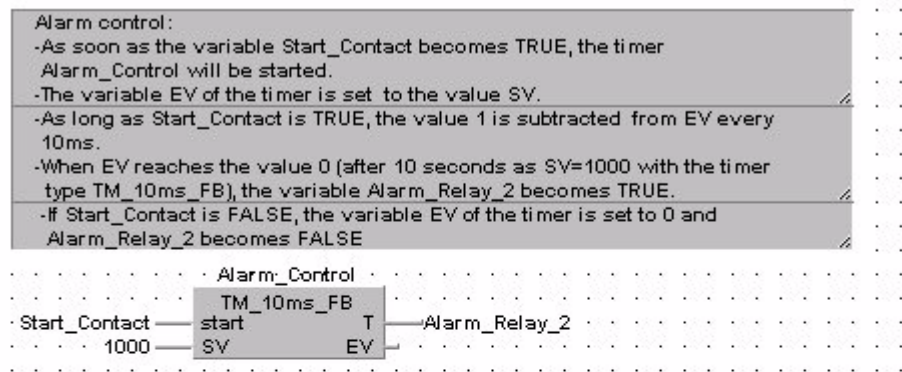 Alarm control:
-As soon as the variable Start_Contact becomes TRUE, the timer
Alarm_Control will be started.
-The variable EV of the timer is set to the value SV.
-As long as Start_Contact is TRUE, the value 1 is subtracted from EV every
10ms.
-When EV reaches the value 0 (after 10 seconds as SV=1000 with the timer
type TM_10ms_FB), the variable Alarm_Relay_2 becomes TRUE.
-If Start_Contact is FALSE, the variable EV of the timer is set to 0 and
Alarm_Relay_2 becomes FALSE
Alarm_Control
TM_10ms_FB
Start_Contact start T Alarm_Relay_2
1000 SV EV